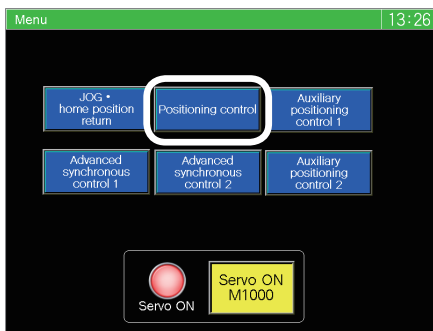 Menu 13:26
JOG •
home position
return
Positioning control
Auxiliary
positioning
control 1
Advanced
synchronous
control 1
Advanced
synchronous
control 2
Auxiliary
positioning
control 2
Servo ON
Servo ON
M1000